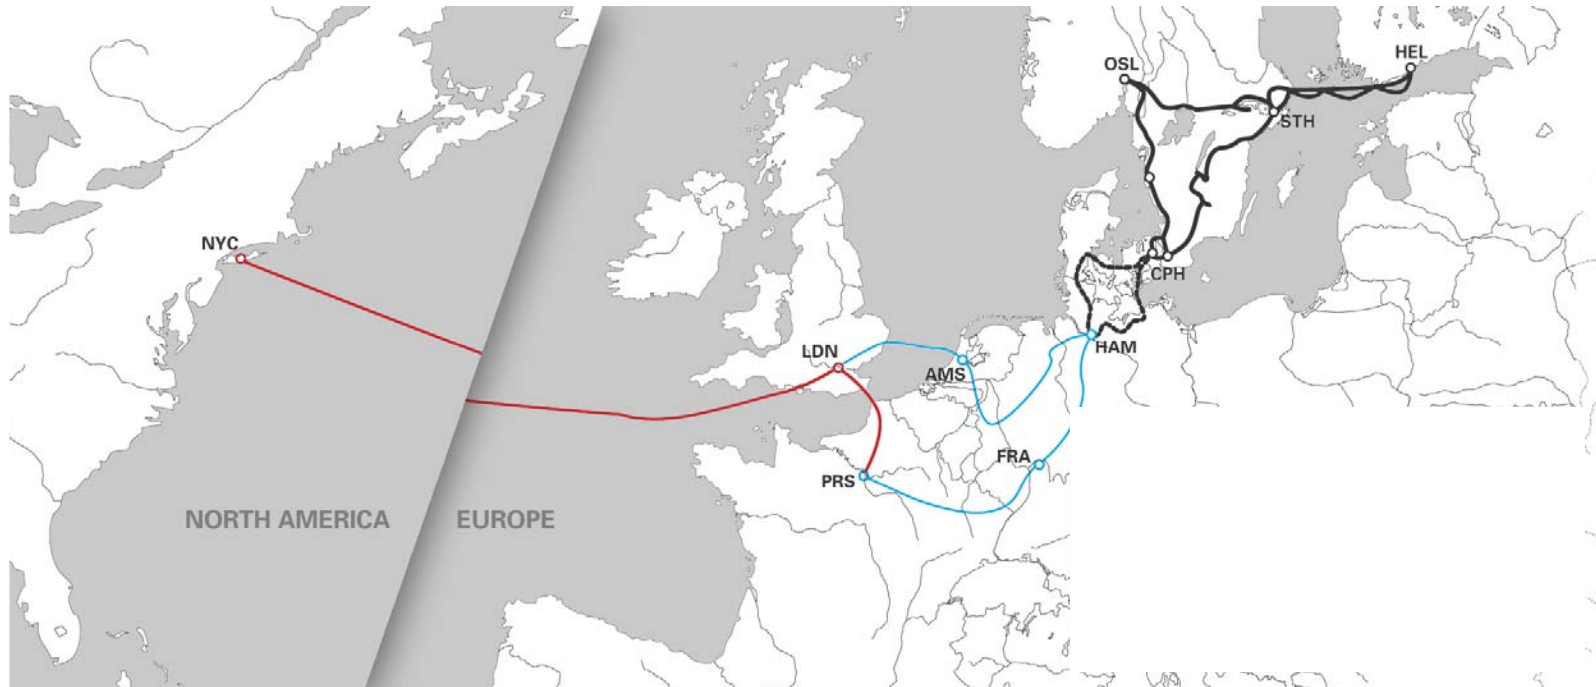 HEL
OSL
STH
NYC
CPH
HAM
LDN
AMS
FRA
PRS
NORTH AMERICA
EUROPE